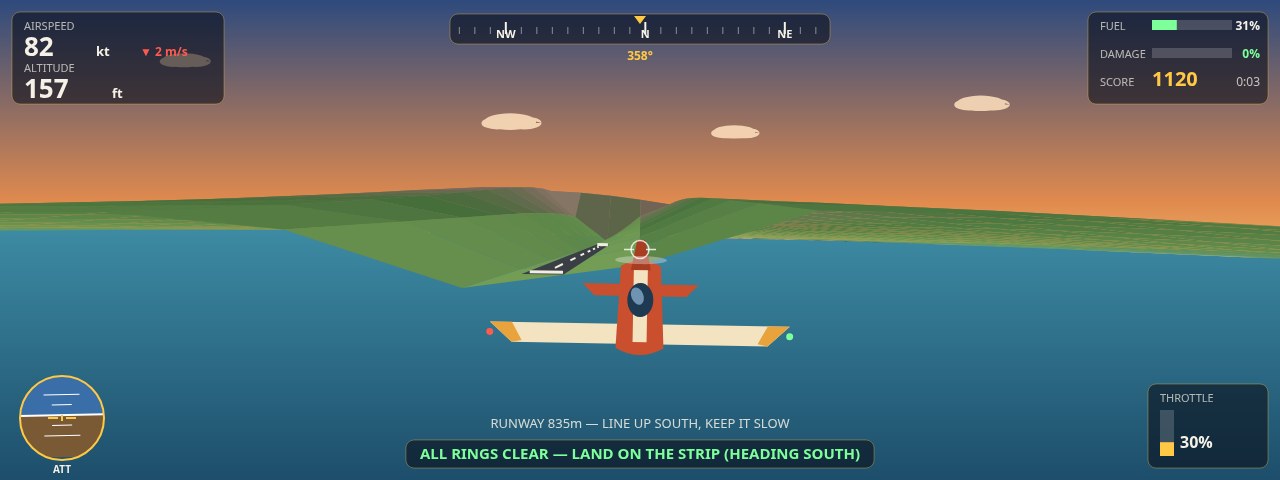 AIRSPEED
82 kt ▼ 2 m/s
ALTITUDE
157 ft
NW N NE
358°
FUEL 31%
DAMAGE 0%
SCORE 1120 0:03
RUNWAY 835m — LINE UP SOUTH, KEEP IT SLOW
ALL RINGS CLEAR — LAND ON THE STRIP (HEADING SOUTH)
ATT
THROTTLE
30%